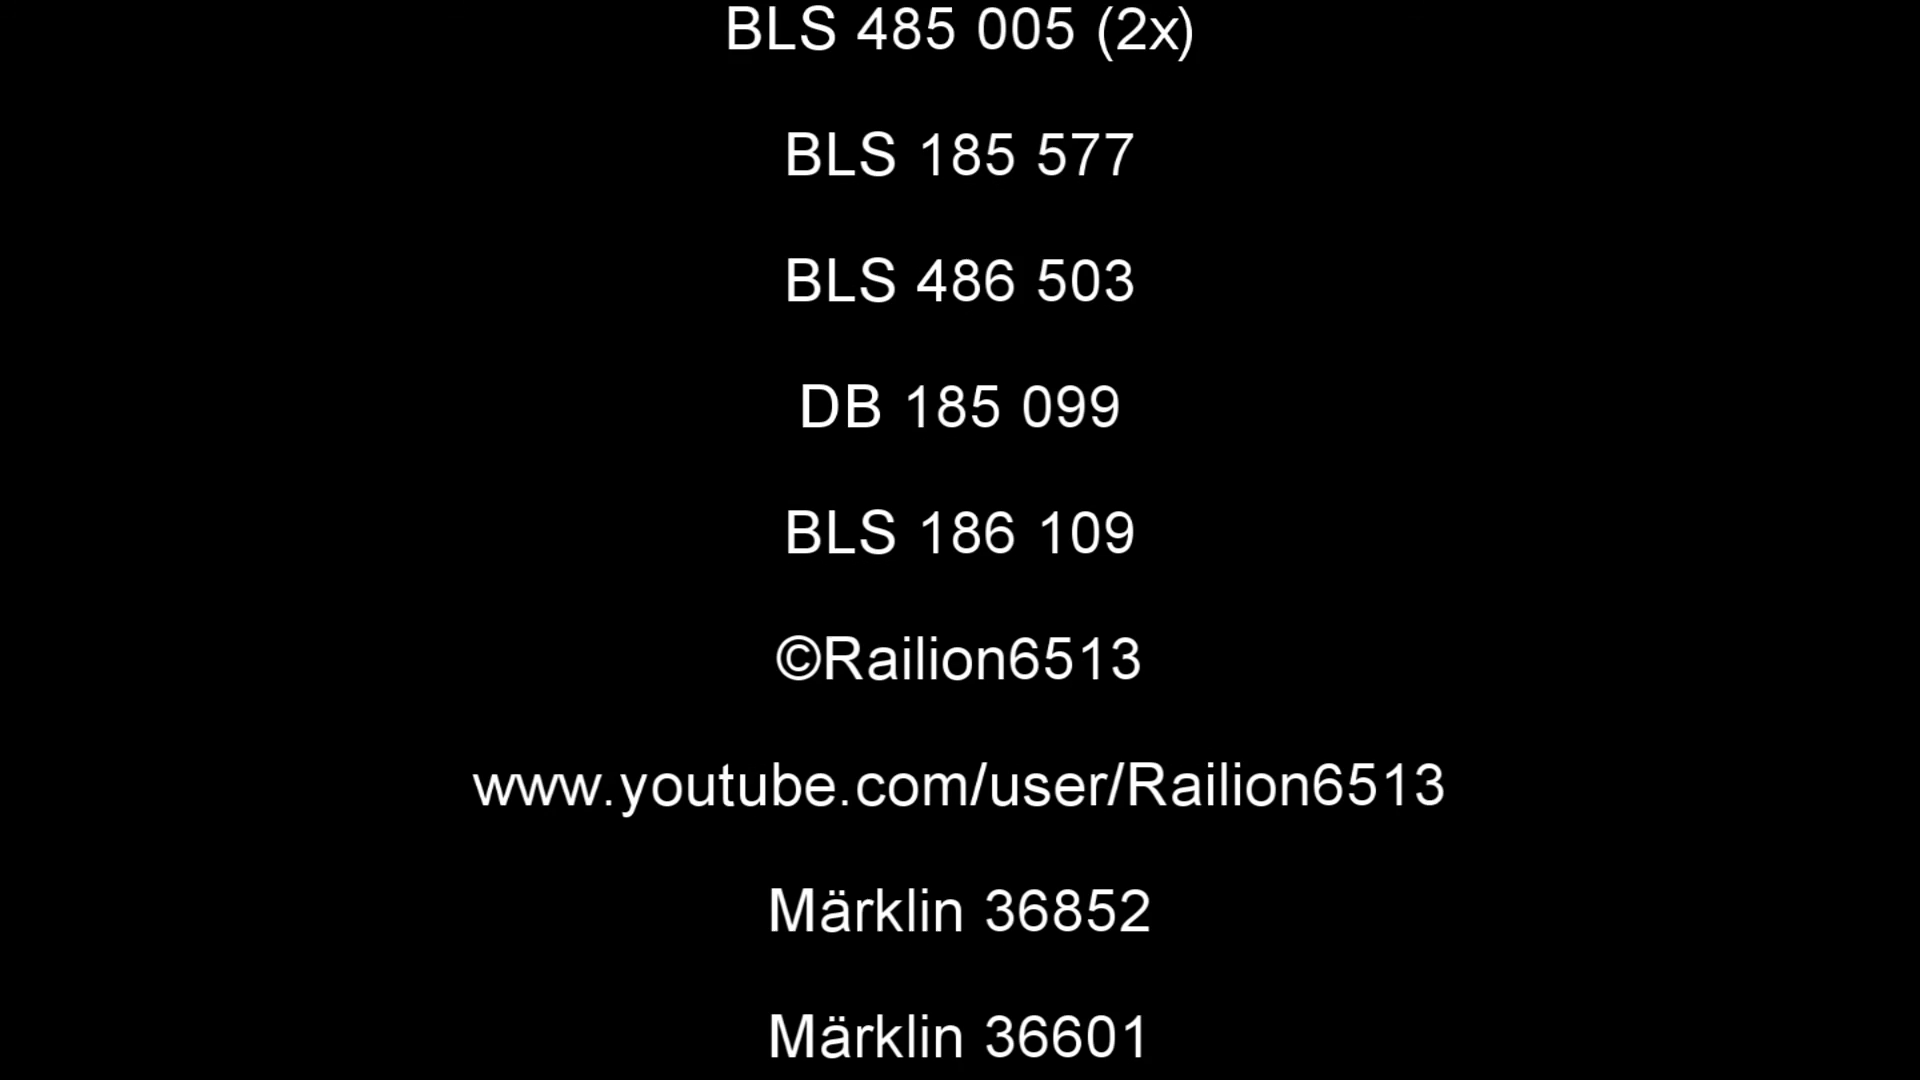 BLS 485 005 (2x)
BLS 185 577
BLS 486 503
DB 185 099
BLS 186 109
©Railion6513
www.youtube.com/user/Railion6513
Märklin 36852
Märklin 36601